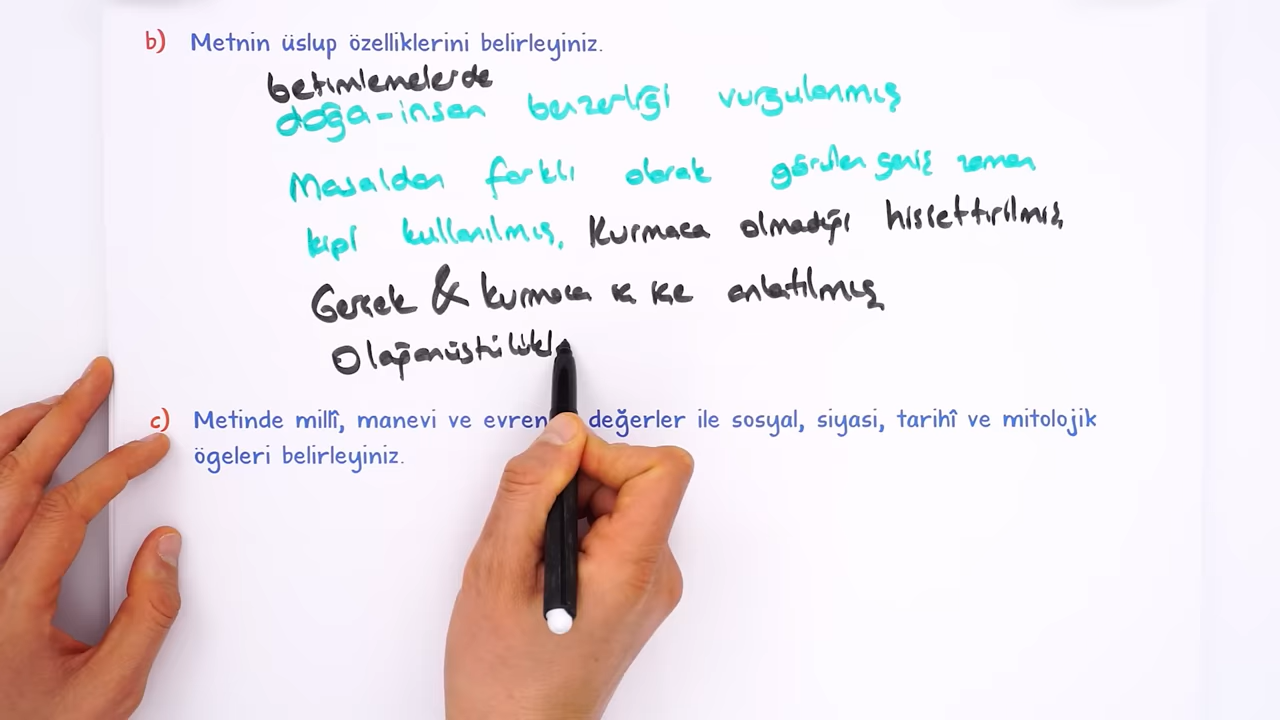 b) Metnin üslup özelliklerini belirleyiniz.
betimlemelerde
doğa-insan benzerliği vurgulanmış
Masaldan farklı olarak görülen geniş zaman
kipi kullanılmış, Kurmaca olmadığı hissettirilmiş,
Gerçek & kurmaca iç içe anlatılmış
Olağanüstülükl
c) Metinde millî, manevi ve evren değerler ile sosyal, siyasi, tarihî ve mitolojik
ögeleri belirleyiniz.